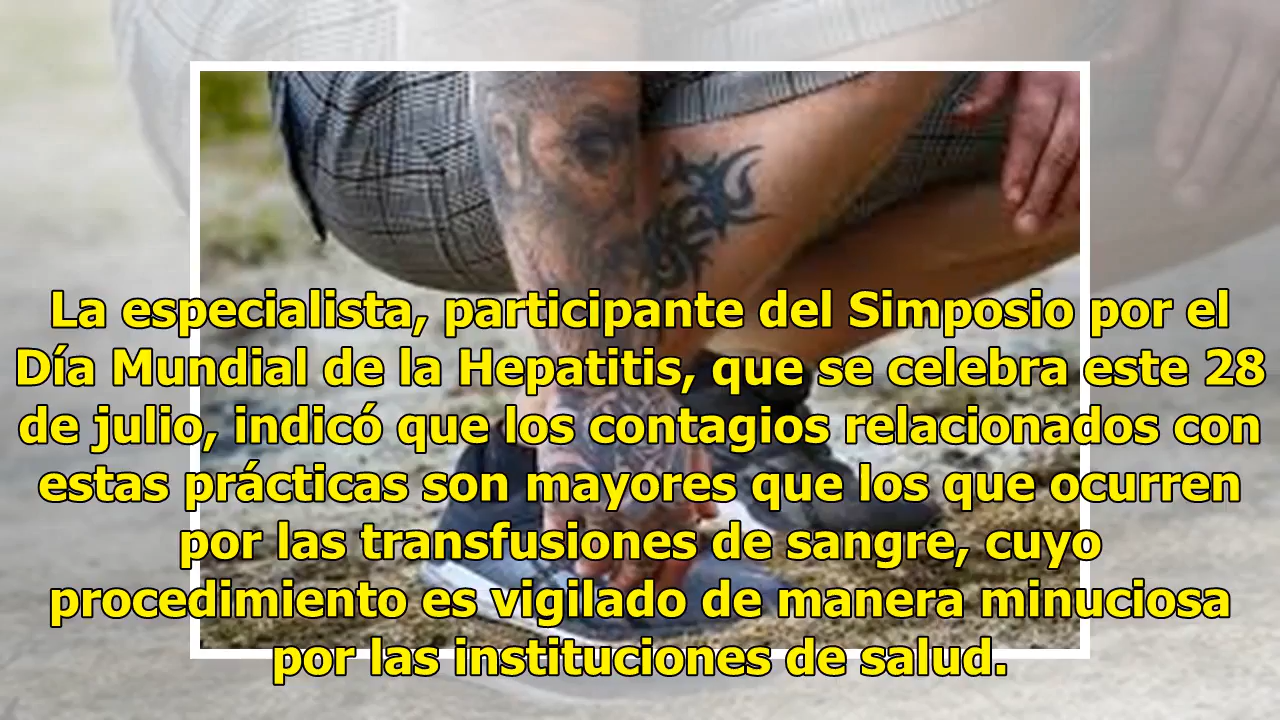 La especialista, participante del Simposio por el
Día Mundial de la Hepatitis, que se celebra este 28
de julio, indicó que los contagios relacionados con
estas prácticas son mayores que los que ocurren
por las transfusiones de sangre, cuyo
procedimiento es vigilado de manera minuciosa
por las instituciones de salud.